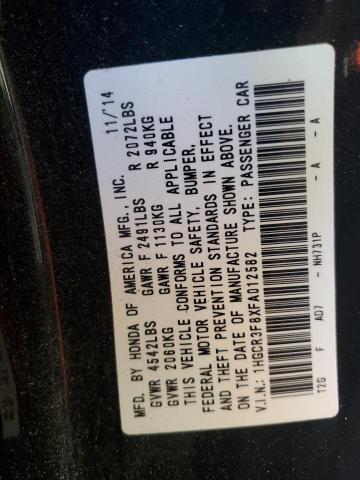 MFD. BY HONDA OF AMERICA MFG., INC. 11/14
GVWR 4542LBS GAWR F 2491LBS R 2072LBS
GVWR 2060KG GAWR F 1130KG R 940KG
THIS VEHICLE CONFORMS TO ALL APPLICABLE
FEDERAL MOTOR VEHICLE SAFETY, BUMPER,
AND THEFT PREVENTION STANDARDS IN EFFECT
ON THE DATE OF MANUFACTURE SHOWN ABOVE.
V.I.N.: 1HGCR3F8XFA012582 TYPE: PASSENGER CAR
T2G F AD7 - NH731P - A - A